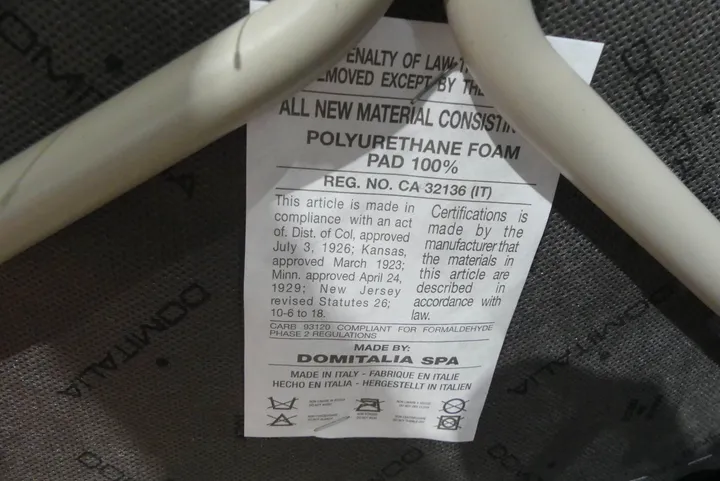 ENALTY OF LAW
EMOVED EXCEPT BY THE
ALL NEW MATERIAL CONSISTIN
POLYURETHANE FOAM
PAD 100%
REG. NO. CA 32136 (IT)
This article is made in
compliance with an act
of. Dist. of Col, approved
July 3, 1926; Kansas,
approved March 1923;
Minn. approved April 24,
1929; New Jersey
revised Statutes 26;
10-6 to 18.
Certifications is
made by the
manufacturer that
the materials in
this article are
described in
accordance with
law.
CARB 93120 COMPLIANT FOR FORMALDEHYDE
PHASE 2 REGULATIONS
MADE BY:
DOMITALIA SPA
MADE IN ITALY - FABRIQUE EN ITALIE
HECHO EN ITALIA - HERGESTELLT IN ITALIEN
DOMITALIA
DOMITALIA
DOMITALIA
DOMITALIA